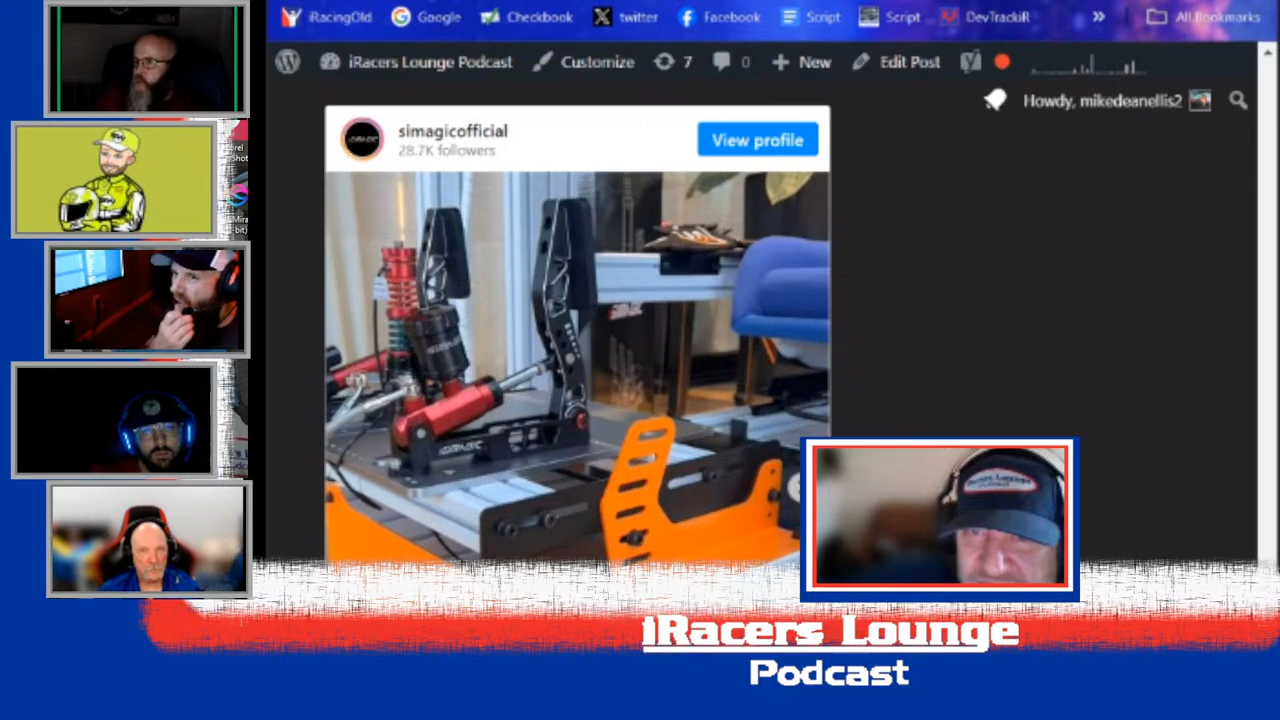 iRacingOld Google Checkbook twitter Facebook Script Script DevTrackiR » All Bookmarks
iRacers Lounge Podcast Customize 7 0 New Edit Post
Howdy, mikedeanellis2
simagicofficial
28.7K followers
View profile
iRacers Lounge
Podcast